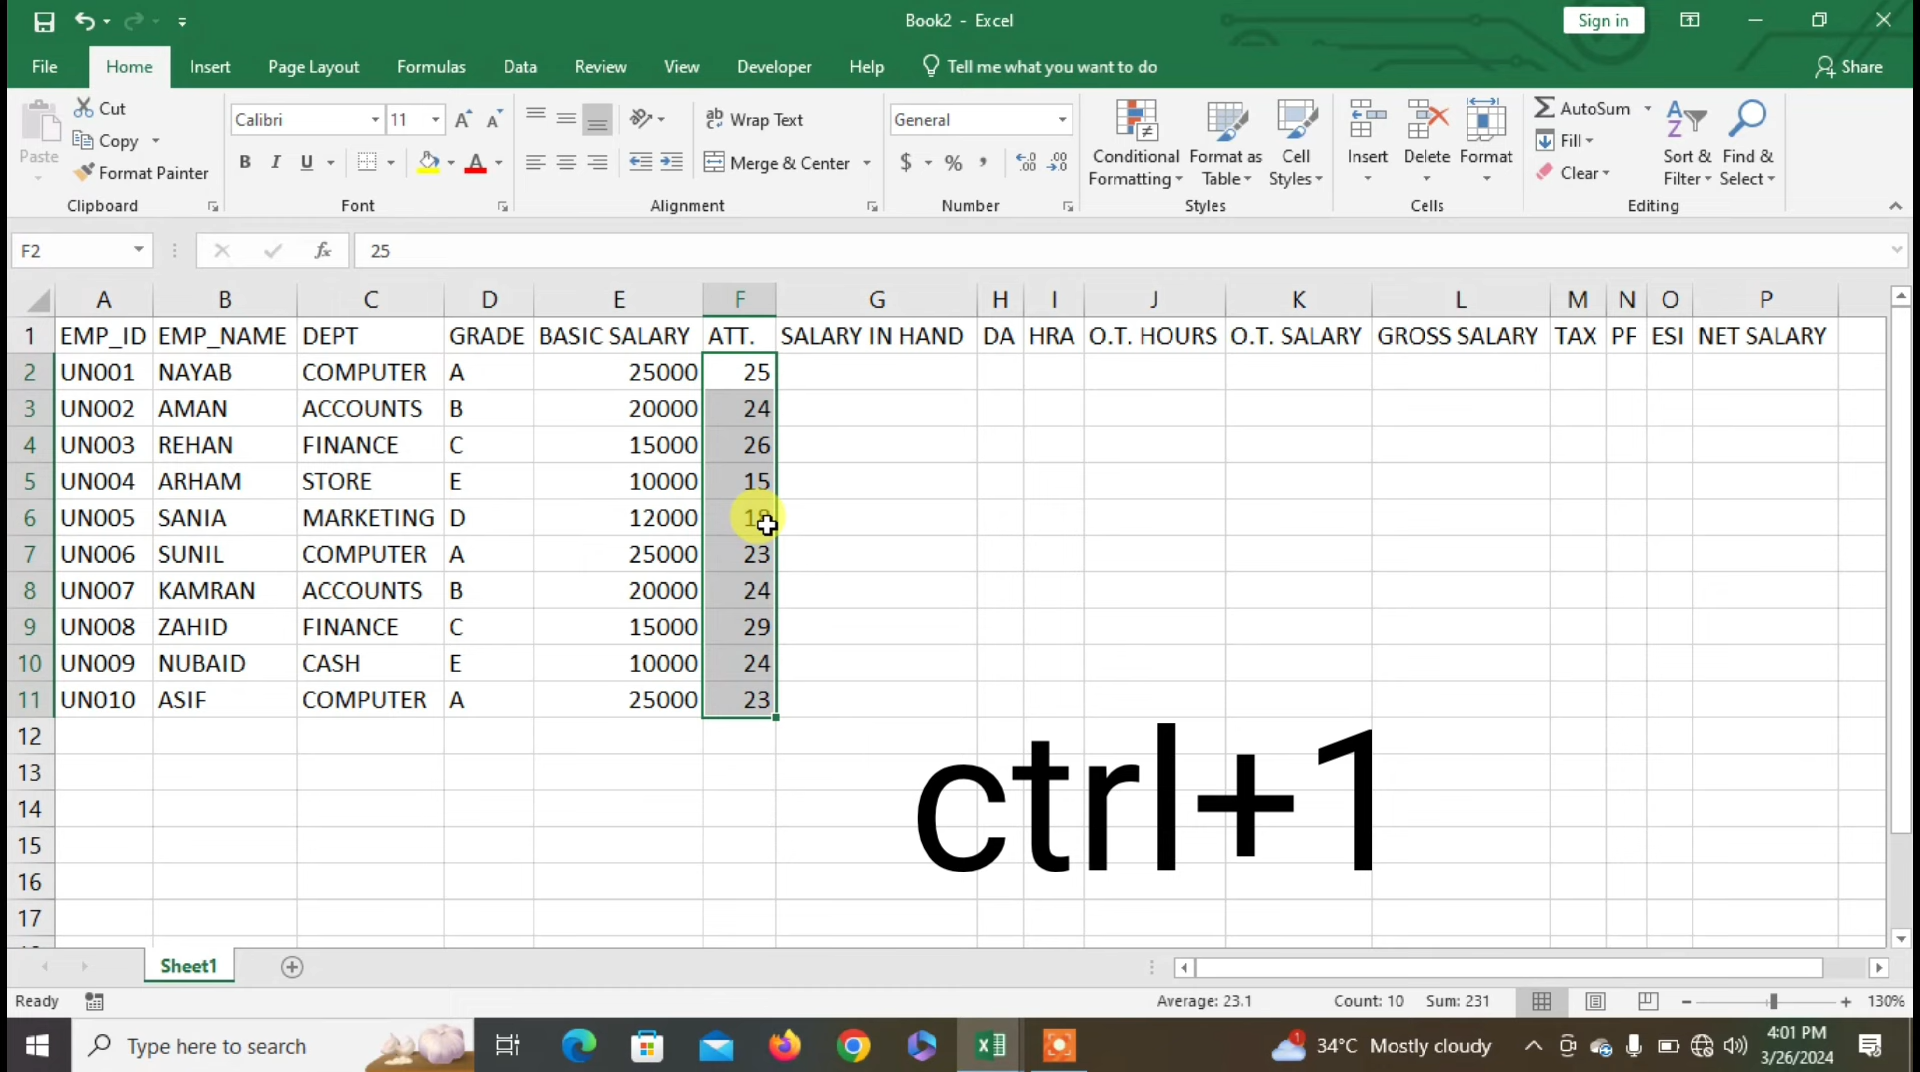 Book2 - Excel
Sign in
File Home Insert Page Layout Formulas Data Review View Developer Help Tell me what you want to do Share
Paste Cut Copy Format Painter
Clipboard
Calibri 11 A A
B I U A
Font
ab Wrap Text
Merge & Center
Alignment
General
$ % , .00 .00
Number
Conditional Formatting
Format as Table
Cell Styles
Styles
Insert Delete Format
Cells
AutoSum
Fill
Clear
Sort & Filter
Find & Select
Editing
F2 fx 25
A B C D E F G H I J K L M N O P
1 EMP_ID EMP_NAME DEPT GRADE BASIC SALARY ATT. SALARY IN HAND DA HRA O.T. HOURS O.T. SALARY GROSS SALARY TAX PF ESI NET SALARY
2 UN001 NAYAB COMPUTER A 25000 25
3 UN002 AMAN ACCOUNTS B 20000 24
4 UN003 REHAN FINANCE C 15000 26
5 UN004 ARHAM STORE E 10000 15
6 UN005 SANIA MARKETING D 12000
7 UN006 SUNIL COMPUTER A 25000 23
8 UN007 KAMRAN ACCOUNTS B 20000 24
9 UN008 ZAHID FINANCE C 15000 29
10 UN009 NUBAID CASH E 10000 24
11 UN010 ASIF COMPUTER A 25000 23
12
13
14
15
16
17
ctrl+1
Sheet1
Ready Average: 23.1 Count: 10 Sum: 231 130%
Type here to search 34°C Mostly cloudy 4:01 PM
3/26/2024